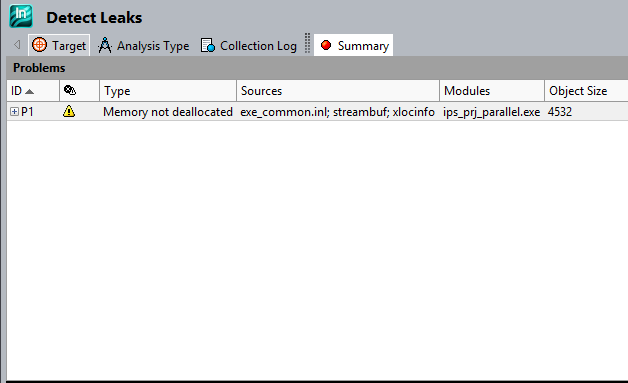 In
Detect Leaks
Target Analysis Type Collection Log Summary
Problems
ID Type Sources Modules Object Size
P1 Memory not deallocated exe_common.inl; streambuf; xlocinfo ips_prj_parallel.exe 4532